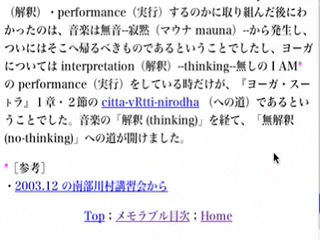 （解釈）・performance（実行）するのかに取り組んだ後にわ
かったのは、音楽は無音--寂黙（マウナ mauna）--から発生し、
ついにはそこへ帰るべきものであるということでしたし、ヨーガ
については interpretation（解釈）--thinking--無しの I AM*
の performance（実行）をしている時だけが、『ヨーガ・スー
トラ』１章・２節の citta-vRtti-nirodha （への道）であるとい
うことでした。音楽の「解釈 (thinking)」を経て、「無解釈
(no-thinking)」への道が開けました。
*［参考］
・2003.12 の南部川村講習会から
Top；メモラブル目次；Home